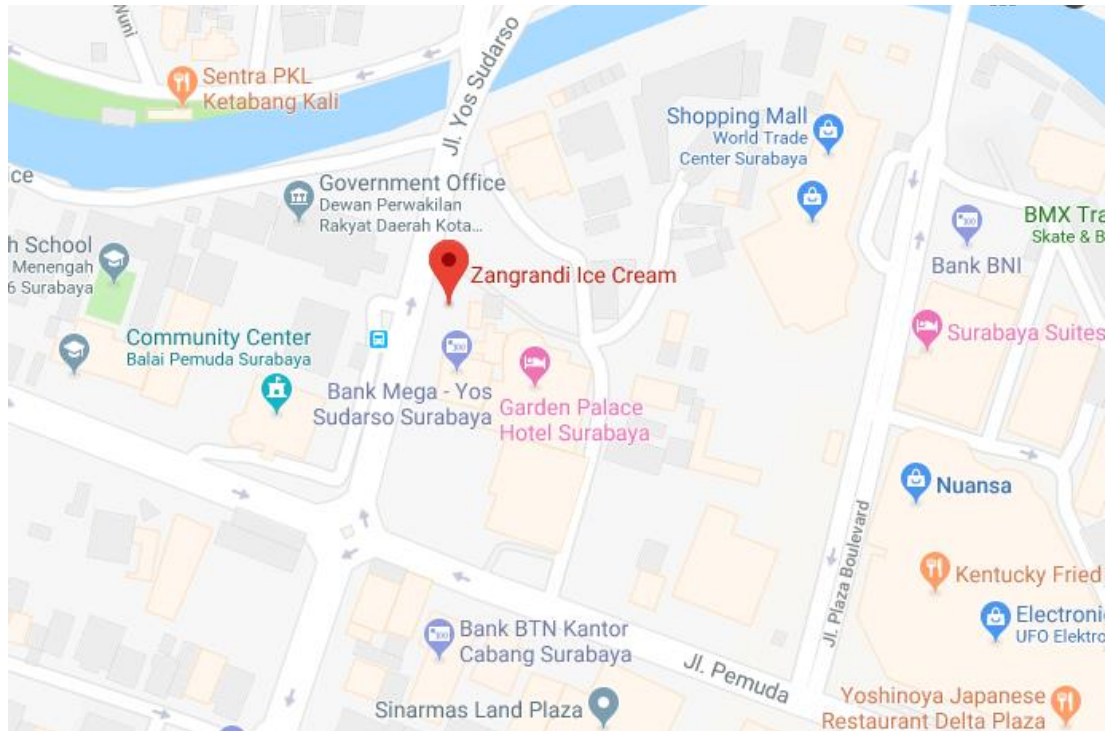 Wuni
Sentra PKL
Ketabang Kali
Jl. Yos Sudarso
Shopping Mall
World Trade
Center Surabaya
ce
Government Office
Dewan Perwakilan
Rakyat Daerah Kota...
h School
Menengah
6 Surabaya
BMX Tra
Skate & B
Bank BNI
Zangrandi Ice Cream
Community Center
Balai Pemuda Surabaya
Surabaya Suites
Bank Mega - Yos
Sudarso Surabaya
Garden Palace
Hotel Surabaya
Nuansa
Jl. Plaza Boulevard
Kentucky Fried
Electroni
UFO Elektro
Bank BTN Kantor
Cabang Surabaya
Jl. Pemuda
Sinarmas Land Plaza
Yoshinoya Japanese
Restaurant Delta Plaza